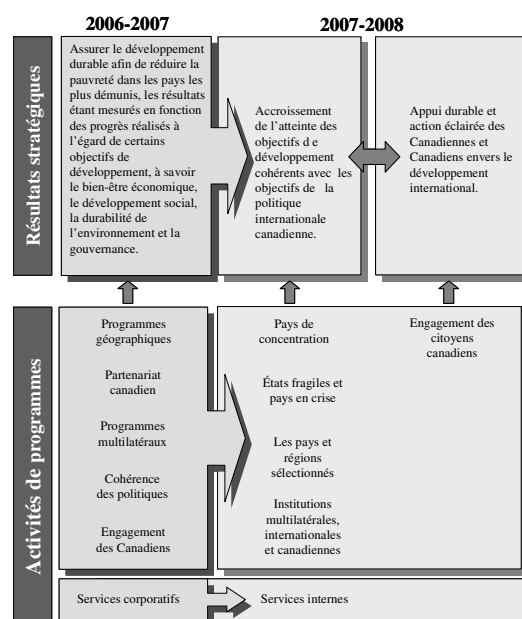 2006-2007
2007-2008
Résultats stratégiques
Assurer le développement
durable afin de réduire la
pauvreté dans les pays les
plus démunis, les résultats
étant mesurés en fonction
des progrès réalisés à
l'égard de certains
objectifs de
développement, à savoir
le bien-être économique,
le développement social,
la durabilité de
l'environnement et la
gouvernance.
Accroissement
de l'atteinte des
objectifs d e
développement
cohérents avec les
objectifs de la
politique
internationale
canadienne.
Appui durable et
action éclairée des
Canadiennes et
Canadiens envers le
développement
international.
Activités de programmes
Programmes
géographiques
Partenariat
canadien
Programmes
multilatéraux
Cohérence
des politiques
Engagement
des Canadiens
Pays de
concentration
États fragiles et
pays en crise
Les pays et
régions
sélectionnés
Institutions
multilatérales,
internationales
et canadiennes
Engagement des
citoyens
canadiens
Services corporatifs
Services internes